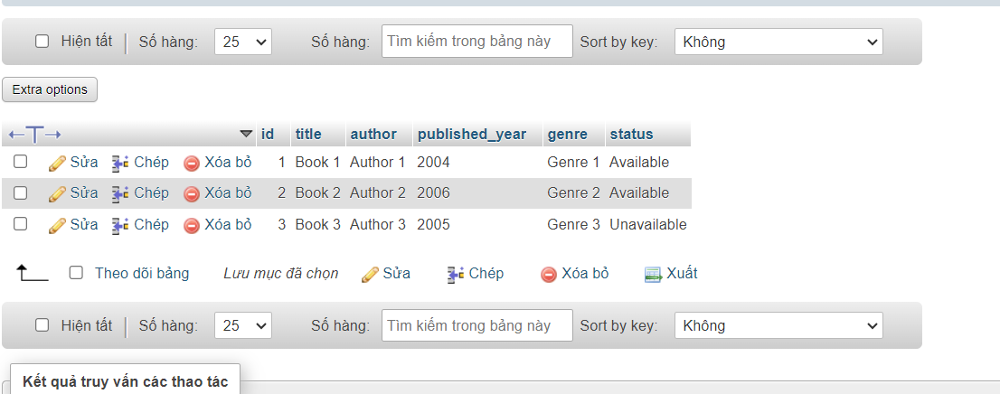 Hiện tất Số hàng: 25 Số hàng: Tìm kiếm trong bảng này Sort by key: Không
Extra options
id title author published_year genre status
Sửa Chép Xóa bỏ 1 Book 1 Author 1 2004 Genre 1 Available
Sửa Chép Xóa bỏ 2 Book 2 Author 2 2006 Genre 2 Available
Sửa Chép Xóa bỏ 3 Book 3 Author 3 2005 Genre 3 Unavailable
Theo dõi bảng Lưu mục đã chọn Sửa Chép Xóa bỏ Xuất
Hiện tất Số hàng: 25 Số hàng: Tìm kiếm trong bảng này Sort by key: Không
Kết quả truy vấn các thao tác